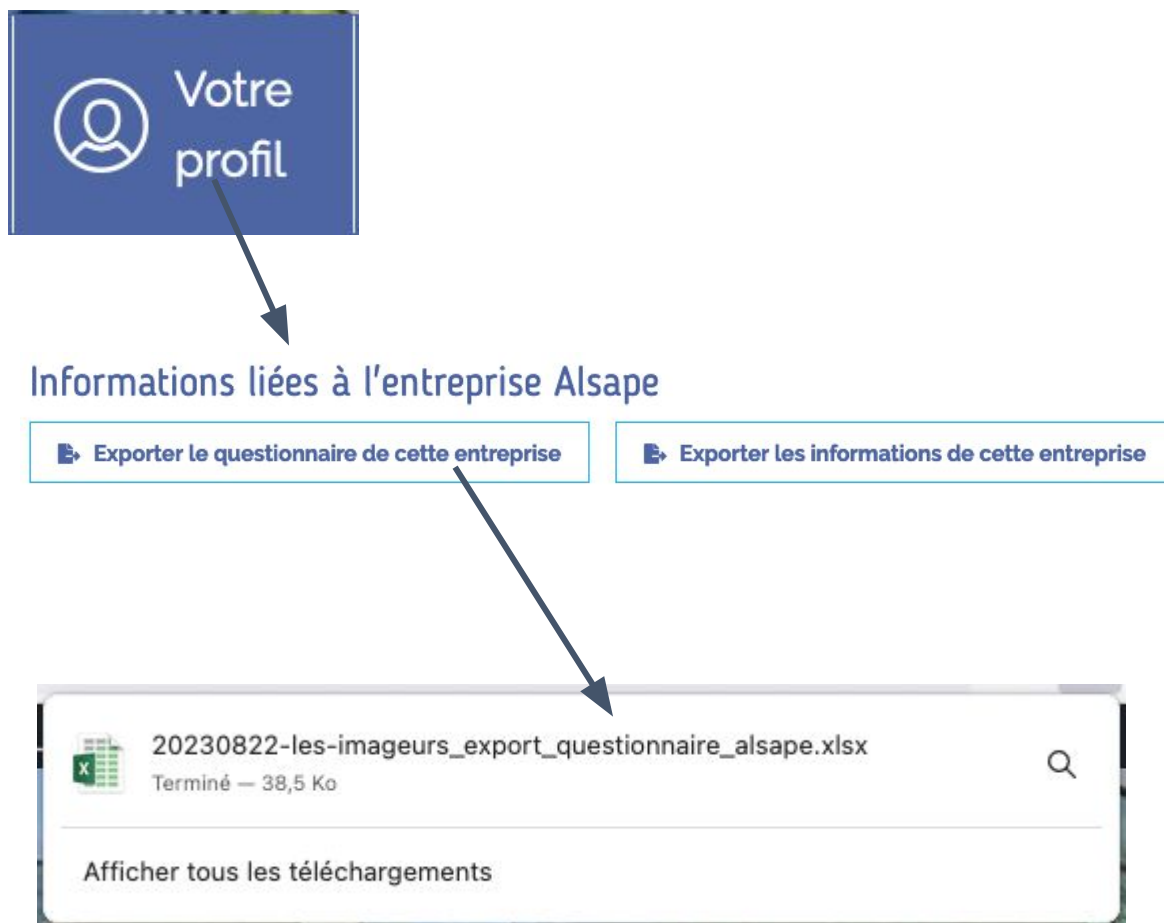 Votre
profil
Informations liées à l'entreprise Alsape
Exporter le questionnaire de cette entreprise
Exporter les informations de cette entreprise
20230822-les-imageurs_export_questionnaire_alsape.xlsx
Terminé — 38,5 Ko
Afficher tous les téléchargements